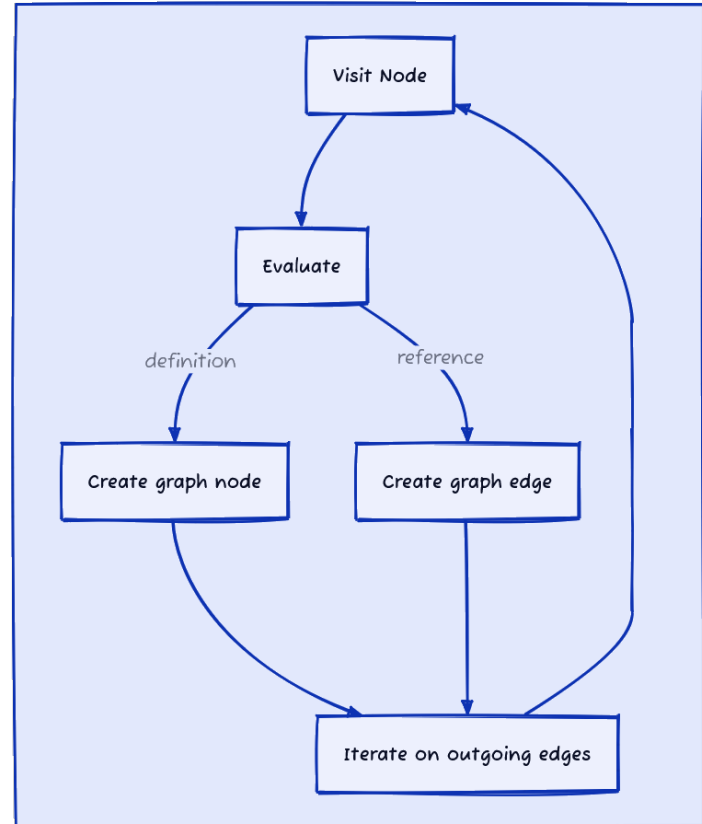 Visit Node
Evaluate
definition
reference
Create graph node
Create graph edge
Iterate on outgoing edges